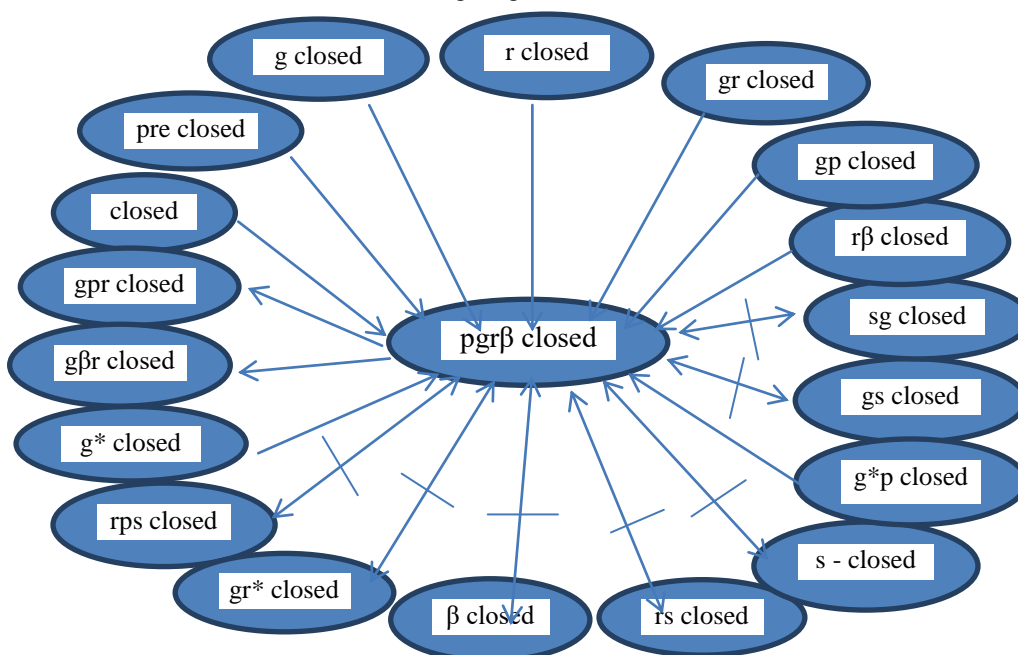 g closed
r closed
gr closed
pre closed
gp closed
closed
rβ closed
gpr closed
sg closed
pgrβ closed
gβr closed
gs closed
g* closed
g*p closed
rps closed
s - closed
gr* closed
β closed
rs closed